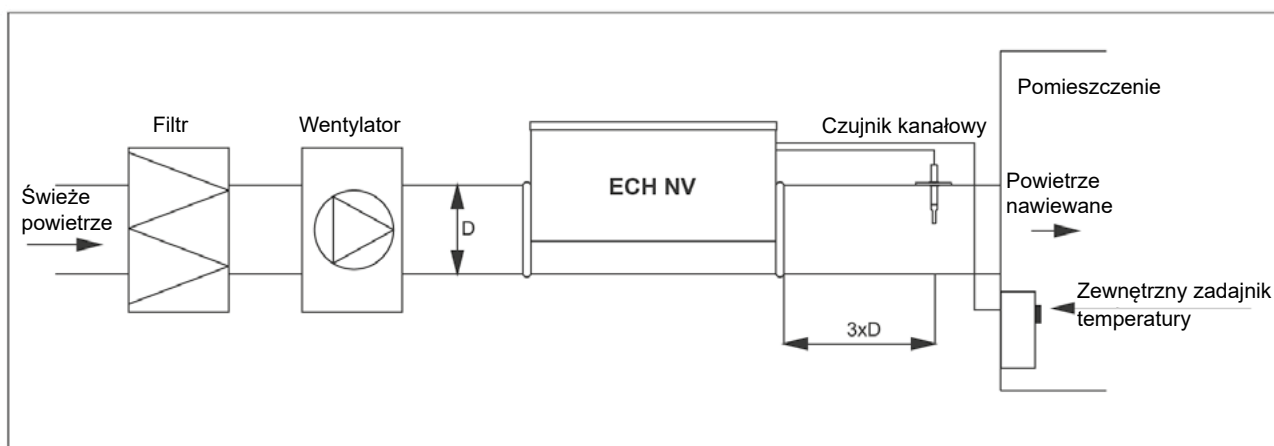 Pomieszczenie
Filtr
Wentylator
Czujnik kanałowy
ECH NV
Świeże
powietrze
D
Powietrze
nawiewane
3xD
Zewnętrzny zadajnik
temperatury